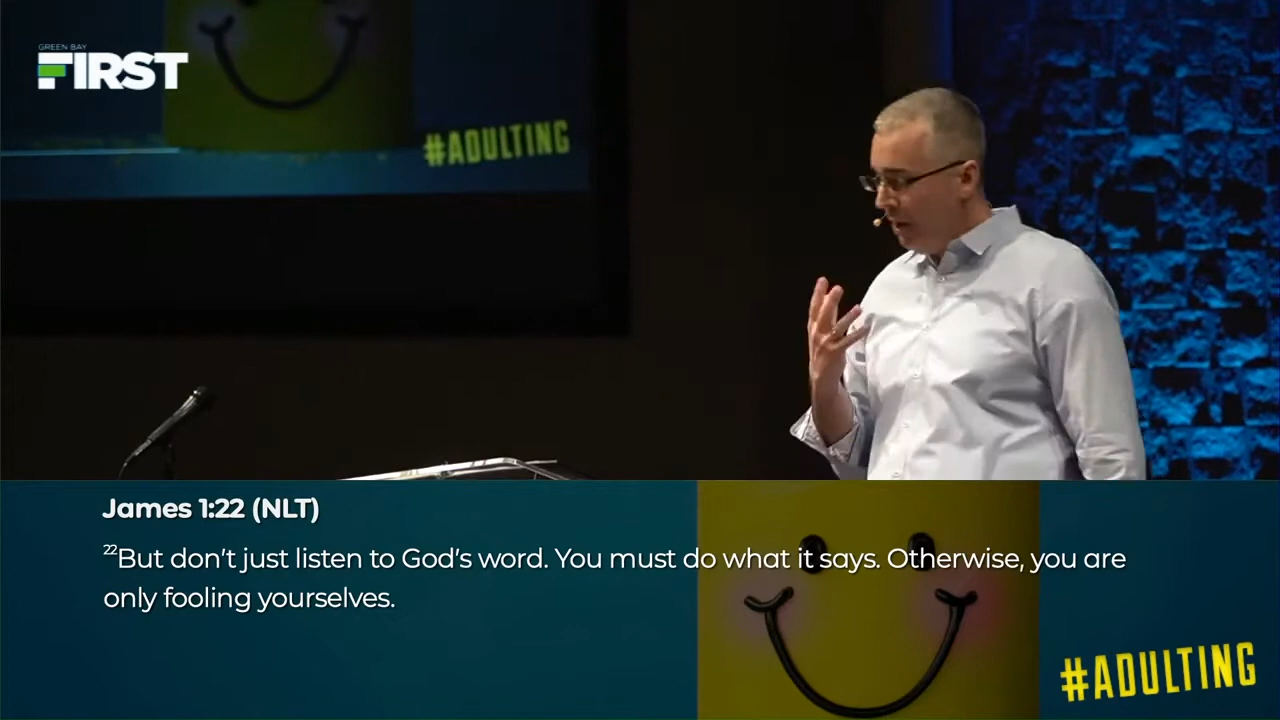 GREEN BAY
FIRST
#ADULTING
James 1:22 (NLT)
22But don't just listen to God's word. You must do what it says. Otherwise, you are
only fooling yourselves.
#ADULTING